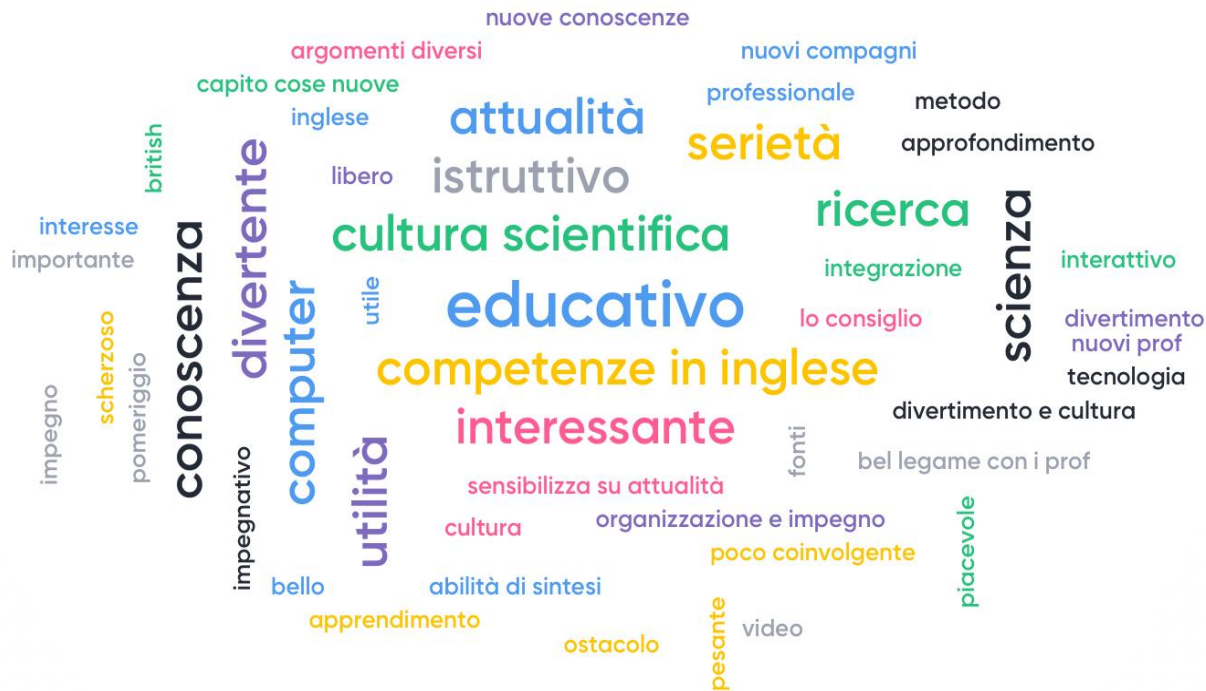 nuove conoscenze
argomenti diversi
nuovi compagni
capito cose nuove
professionale
metodo
inglese
attualità
serietà
approfondimento
british
divertente
libero
istruttivo
ricerca
scienza
interesse
conoscenza
cultura scientifica
importante
integrazione
interattivo
computer
utile
educativo
lo consiglio
divertimento
scherzoso
nuovi prof
pomeriggio
competenze in inglese
tecnologia
impegno
divertimento e cultura
interessante
fonti
utilità
impegnativo
bel legame con i prof
sensibilizza su attualità
cultura
organizzazione e impegno
piacevole
poco coinvolgente
bello
abilità di sintesi
apprendimento
pesante
video
ostacolo